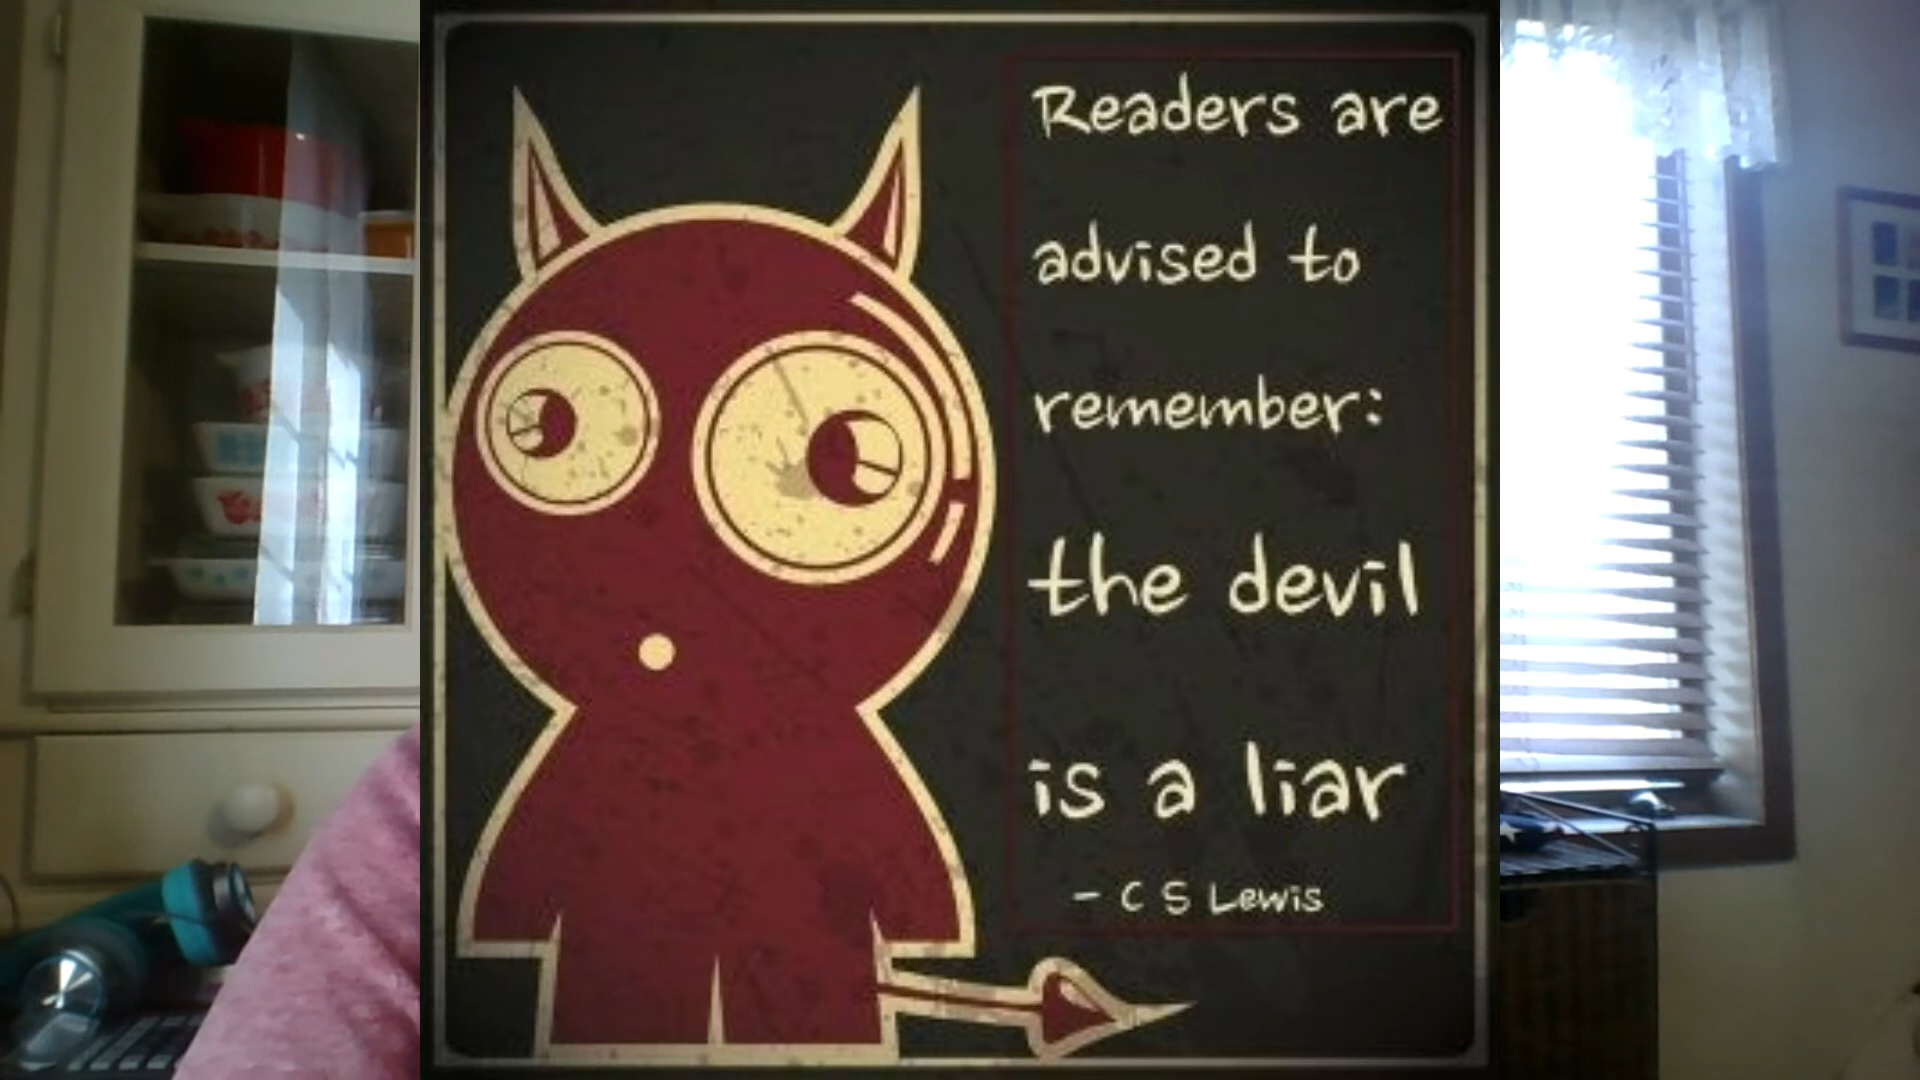 Readers are
advised to
remember:
the devil
is a liar
- C S Lewis